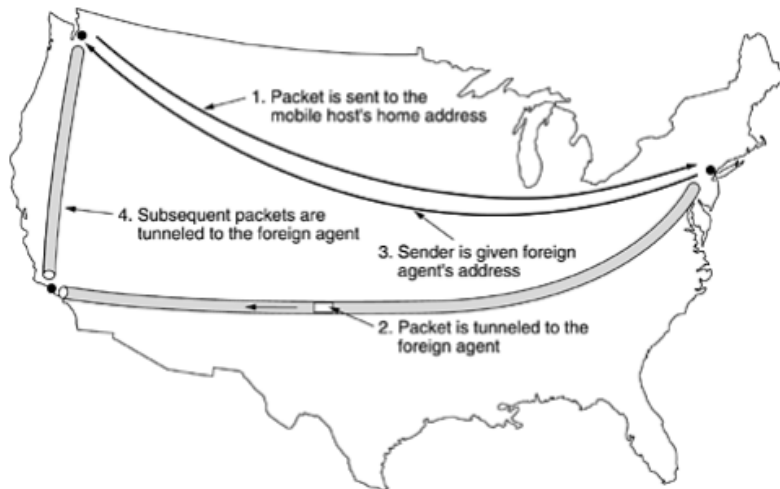 1. Packet is sent to the
mobile host's home address
4. Subsequent packets are
tunneled to the foreign agent
3. Sender is given foreign
agent's address
2. Packet is tunneled to the
foreign agent